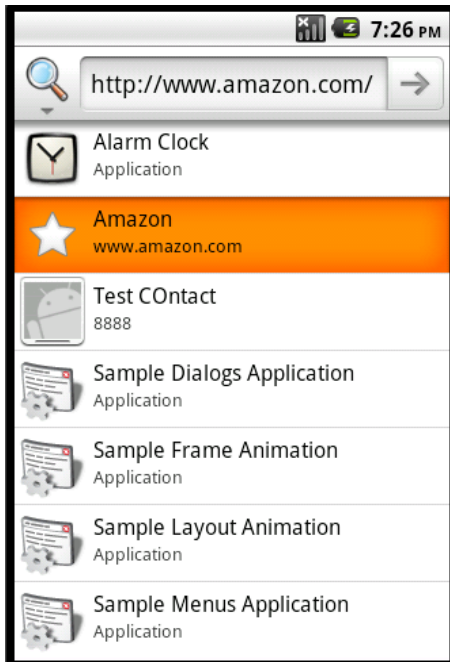 7:26 PM
http://www.amazon.com/
Alarm Clock
Application
Amazon
www.amazon.com
Test COntact
8888
Sample Dialogs Application
Application
Sample Frame Animation
Application
Sample Layout Animation
Application
Sample Menus Application
Application